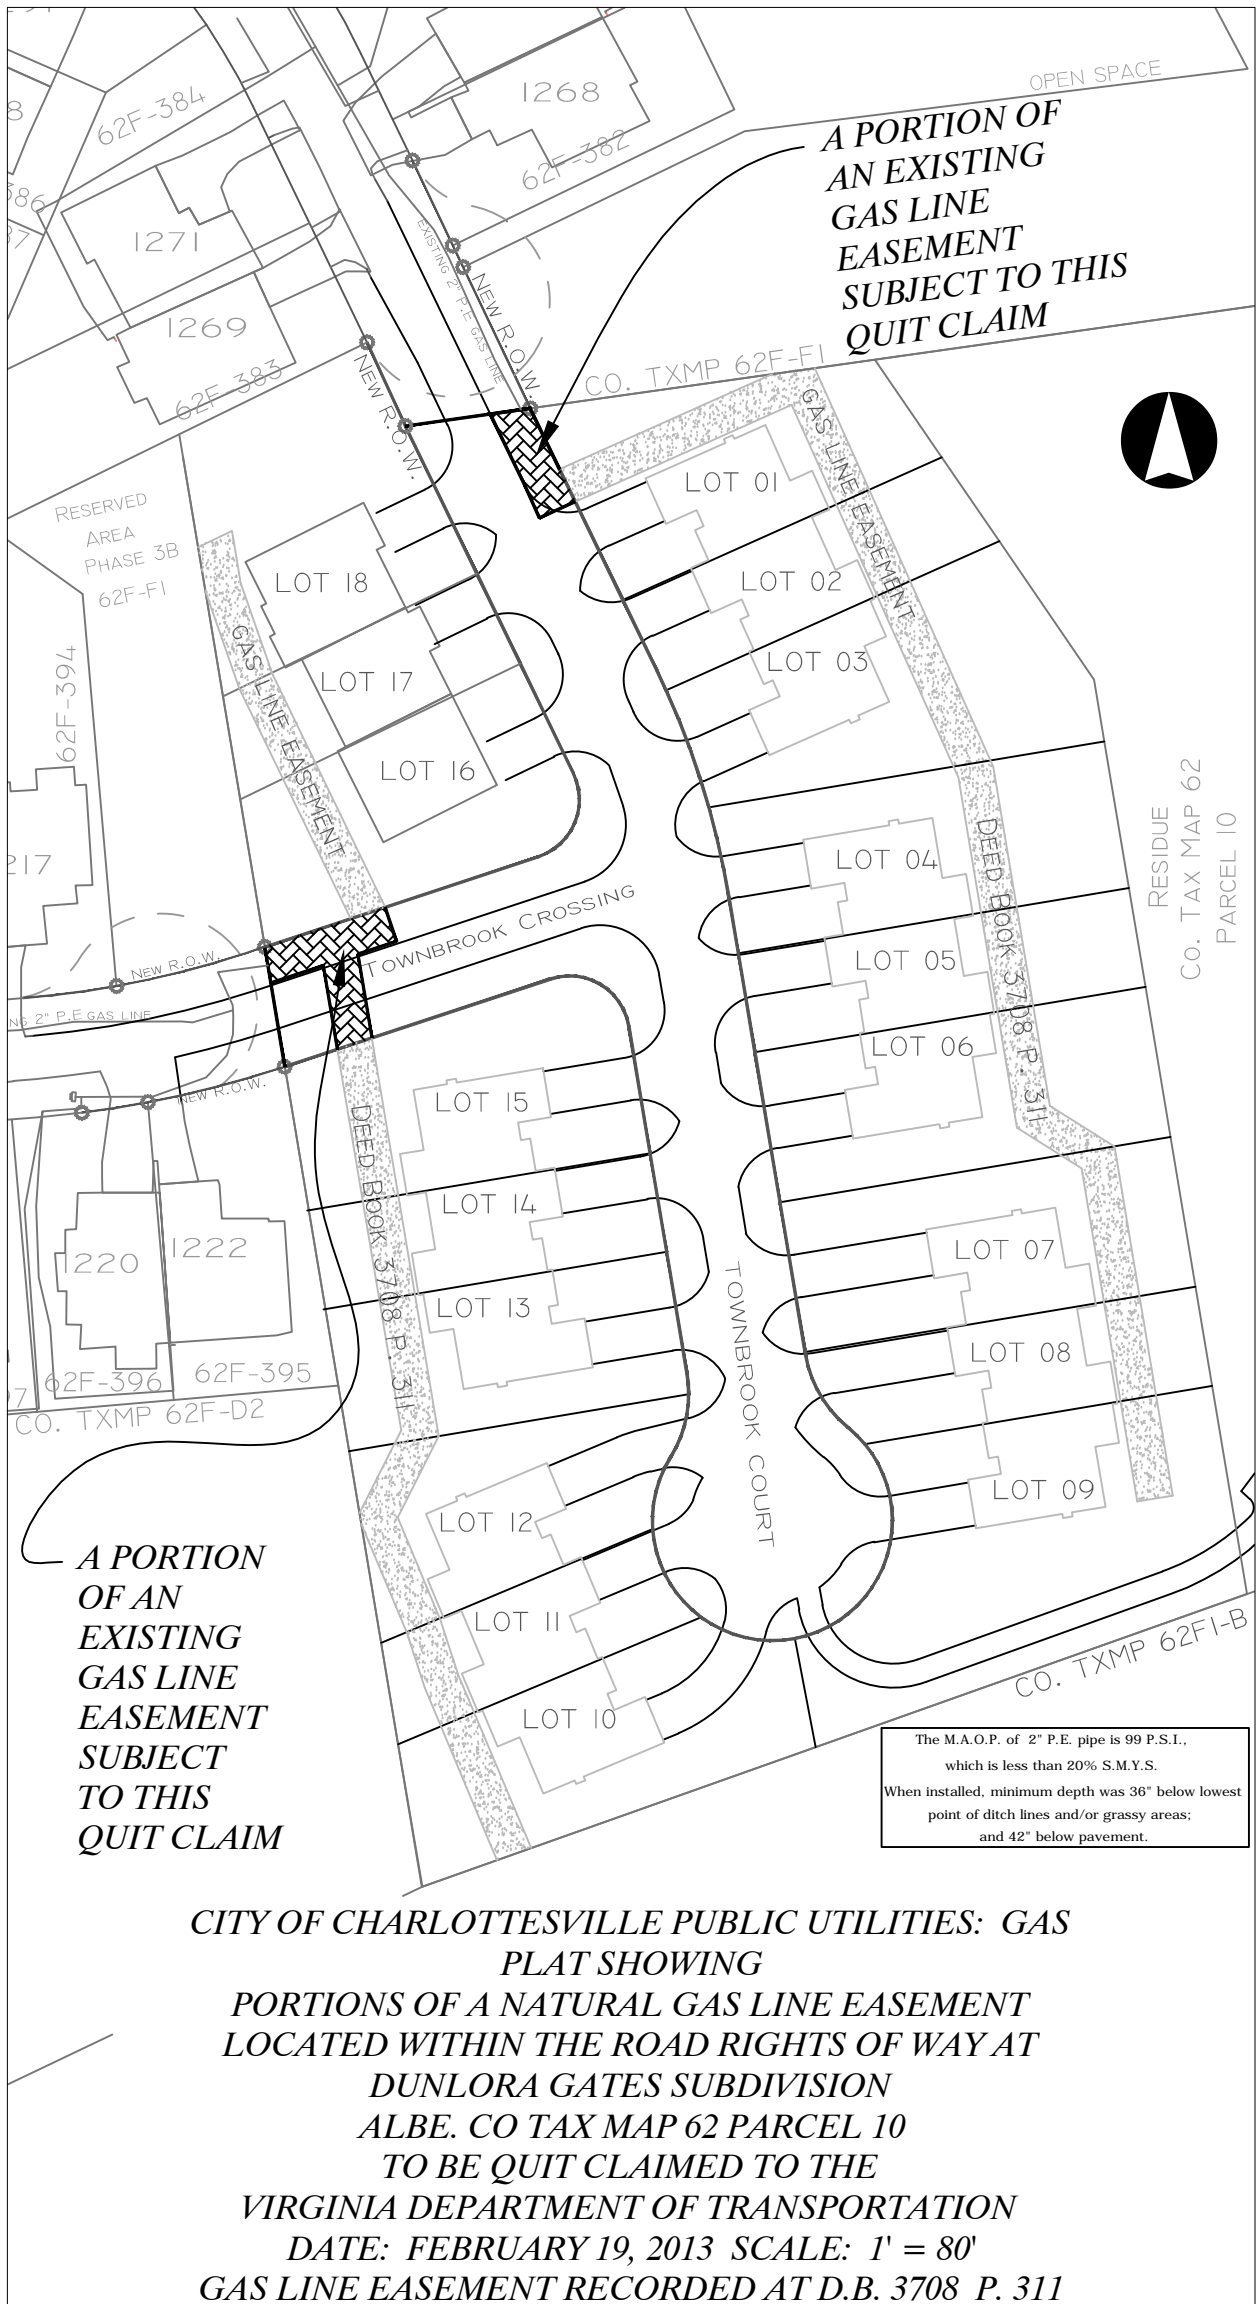 OPEN SPACE
1268
62F-384
62F-382
A PORTION OF
AN EXISTING
GAS LINE
EASEMENT
SUBJECT TO THIS
QUIT CLAIM
1271
EXISTING 2" P.E GAS LINE
NEW R.O.W.
1269
62F-383
NEW R.O.W.
CO. TXMP 62F-F1
RESERVED
AREA
PHASE 3B
62F-F1
GAS LINE EASEMENT
LOT 01
LOT 02
LOT 03
LOT 18
LOT 17
LOT 16
GAS LINE EASEMENT
62F-394
217
RESIDUE
CO. TAX MAP 62
PARCEL 10
LOT 04
LOT 05
LOT 06
DEED BOOK 3708 P. 311
TOWNBROOK CROSSING
NEW R.O.W.
NG 2" P.E GAS LINE
NEW R.O.W.
LOT 15
LOT 14
LOT 13
DEED BOOK 3708 P. 311
1220
1222
62F-396
62F-395
CO. TXMP 62F-D2
LOT 07
LOT 08
LOT 09
TOWNBROOK COURT
LOT 12
LOT 11
LOT 10
CO. TXMP 62F1-B
A PORTION
OF AN
EXISTING
GAS LINE
EASEMENT
SUBJECT
TO THIS
QUIT CLAIM
The M.A.O.P. of 2" P.E. pipe is 99 P.S.I.,
which is less than 20% S.M.Y.S.
When installed, minimum depth was 36" below lowest
point of ditch lines and/or grassy areas;
and 42" below pavement.
CITY OF CHARLOTTESVILLE PUBLIC UTILITIES: GAS
PLAT SHOWING
PORTIONS OF A NATURAL GAS LINE EASEMENT
LOCATED WITHIN THE ROAD RIGHTS OF WAY AT
DUNLORA GATES SUBDIVISION
ALBE. CO TAX MAP 62 PARCEL 10
TO BE QUIT CLAIMED TO THE
VIRGINIA DEPARTMENT OF TRANSPORTATION
DATE: FEBRUARY 19, 2013 SCALE: 1' = 80'
GAS LINE EASEMENT RECORDED AT D.B. 3708 P. 311